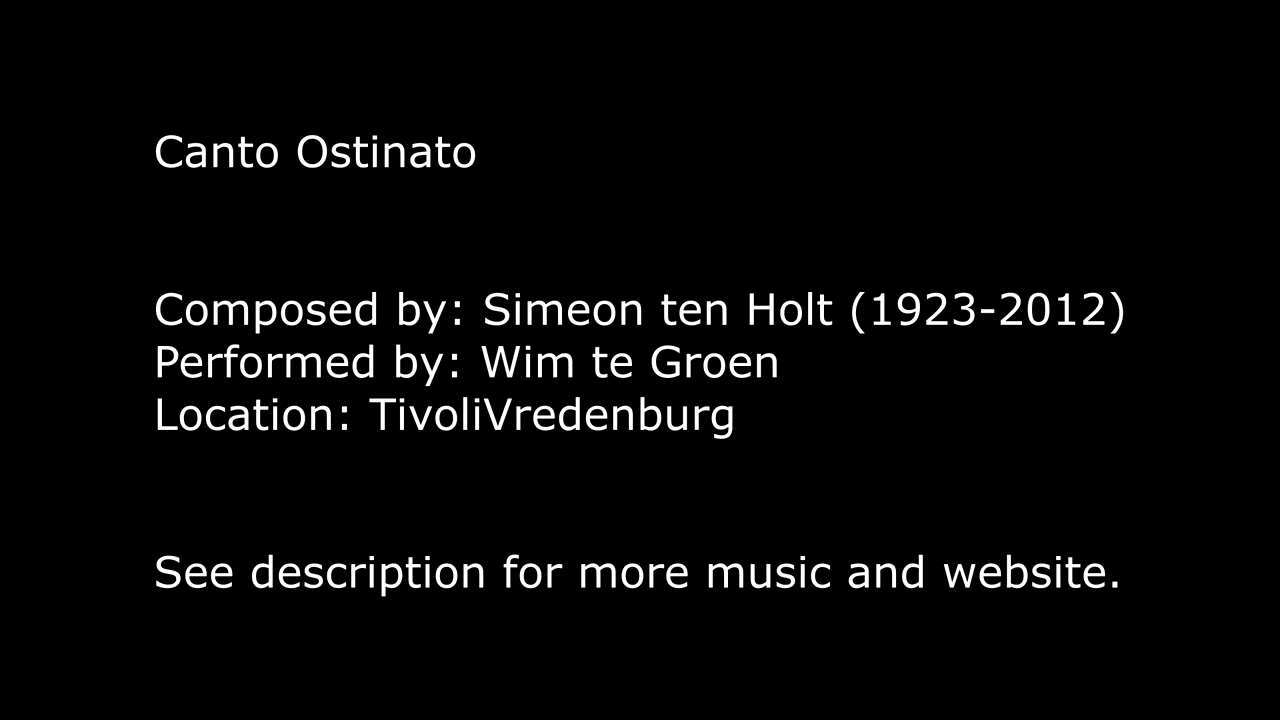 Canto Ostinato
Composed by: Simeon ten Holt (1923-2012)
Performed by: Wim te Groen
Location: TivoliVredenburg
See description for more music and website.